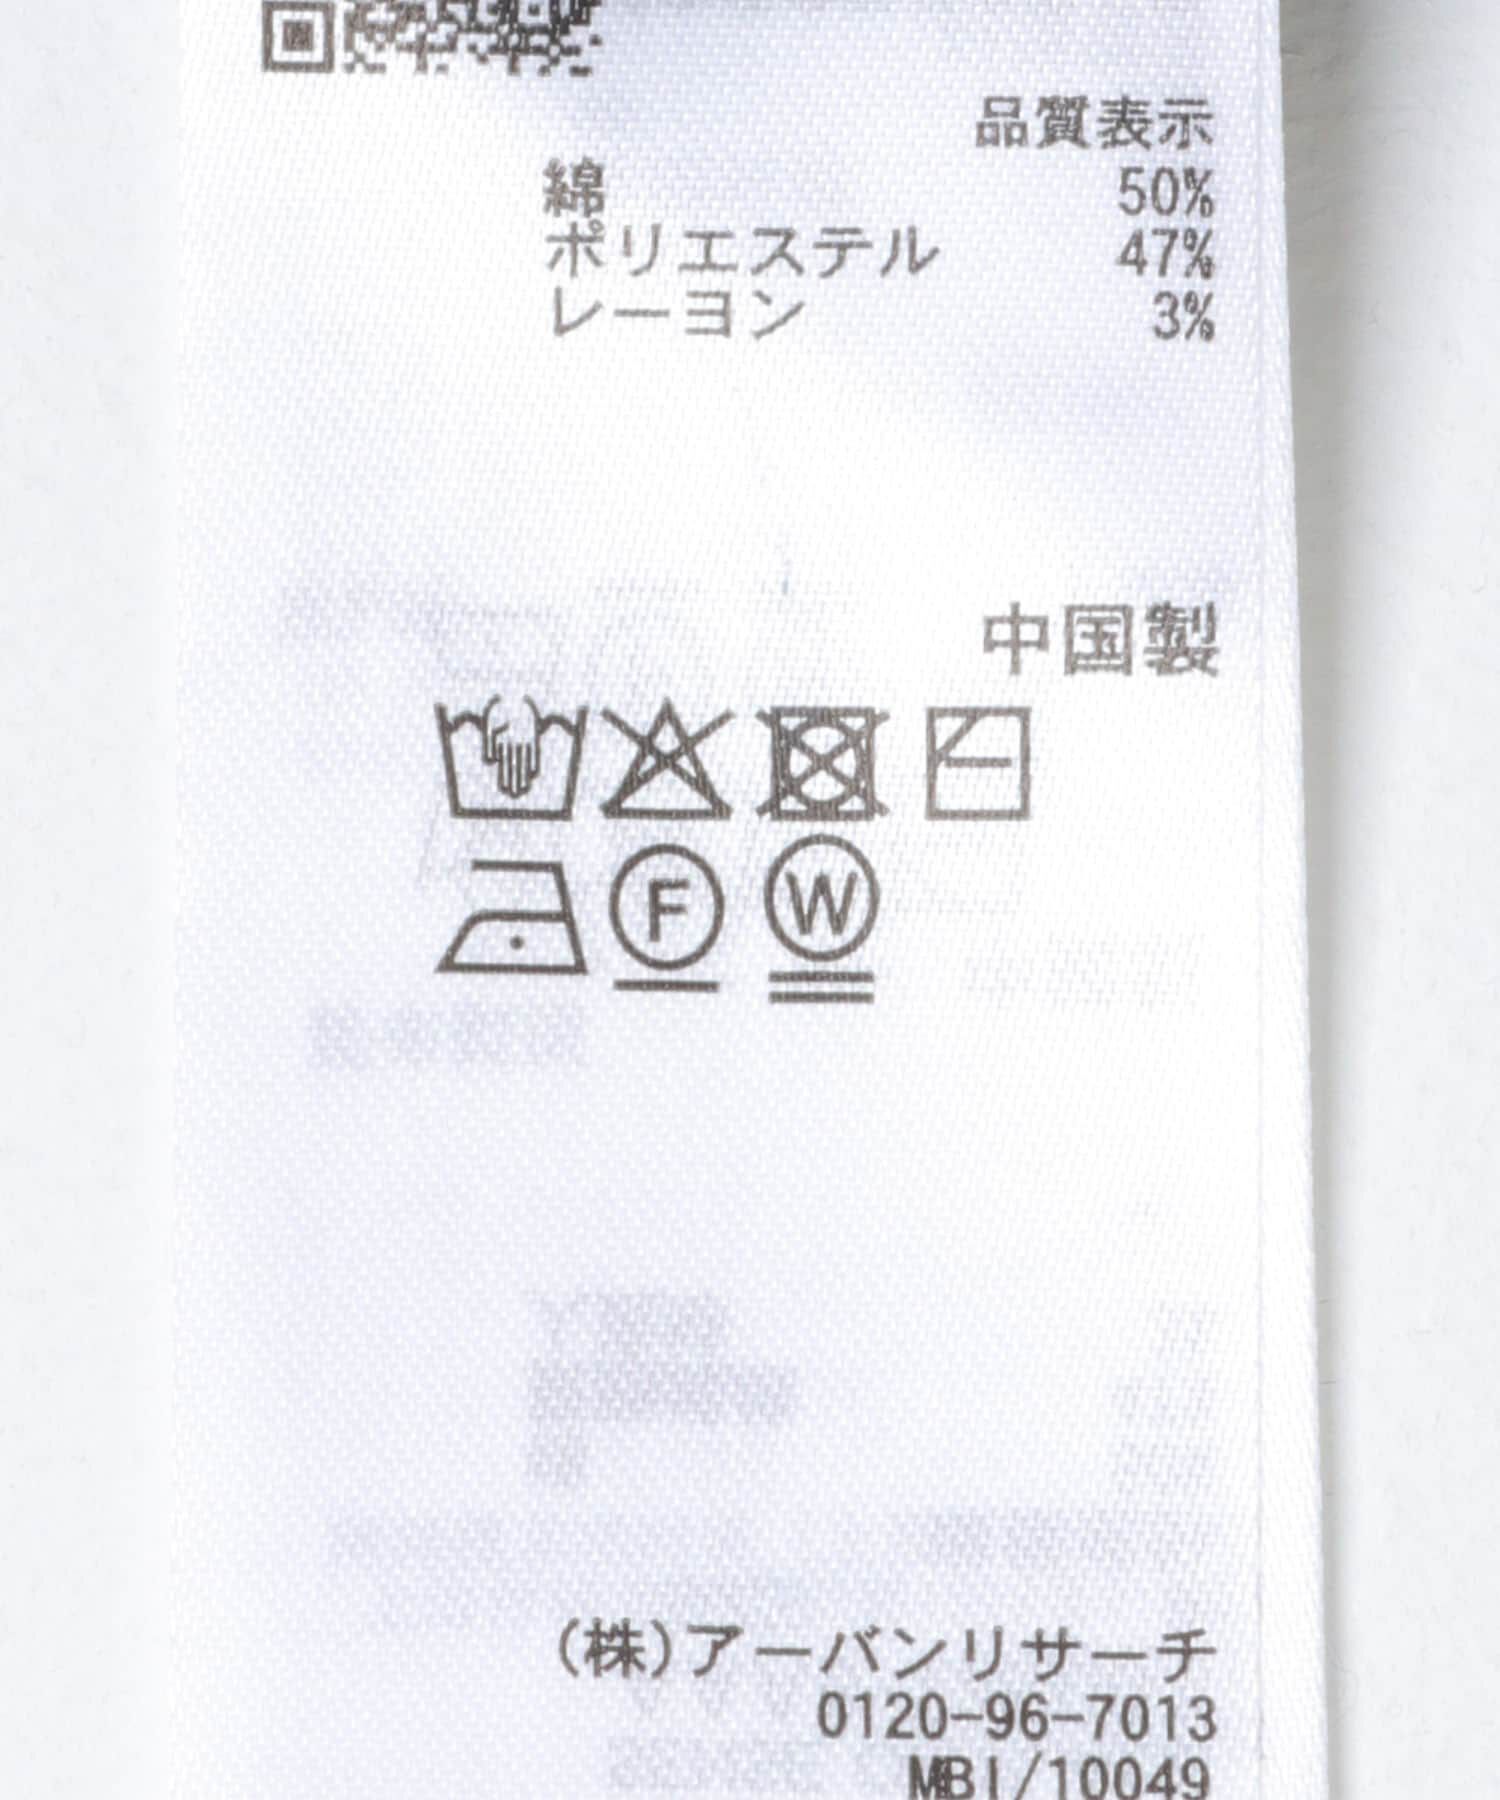 品質表示
綿 50%
ポリエステル 47%
レーヨン 3%
中国製
F W
(株)アーバンリサーチ
0120-96-7013
MBI/10049